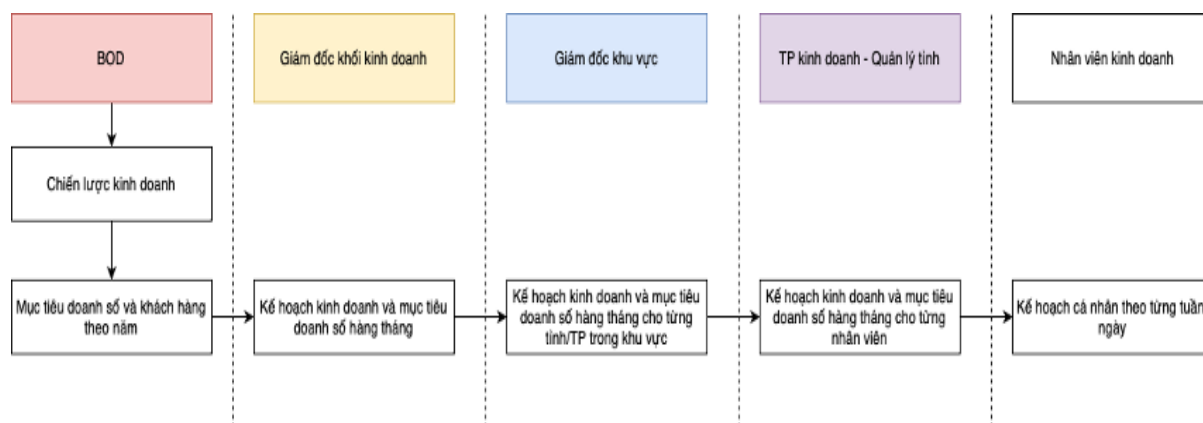 BOD
Giám đốc khối kinh doanh
Giám đốc khu vực
TP kinh doanh - Quản lý tỉnh
Nhân viên kinh doanh
Chiến lược kinh doanh
Mục tiêu doanh số và khách hàng
theo năm
Kế hoạch kinh doanh và mục tiêu
doanh số hàng tháng
Kế hoạch kinh doanh và mục tiêu
doanh số hàng tháng cho từng
tỉnh/TP trong khu vực
Kế hoạch kinh doanh và mục tiêu
doanh số hàng tháng cho từng
nhân viên
Kế hoạch cá nhân theo từng tuần
ngày